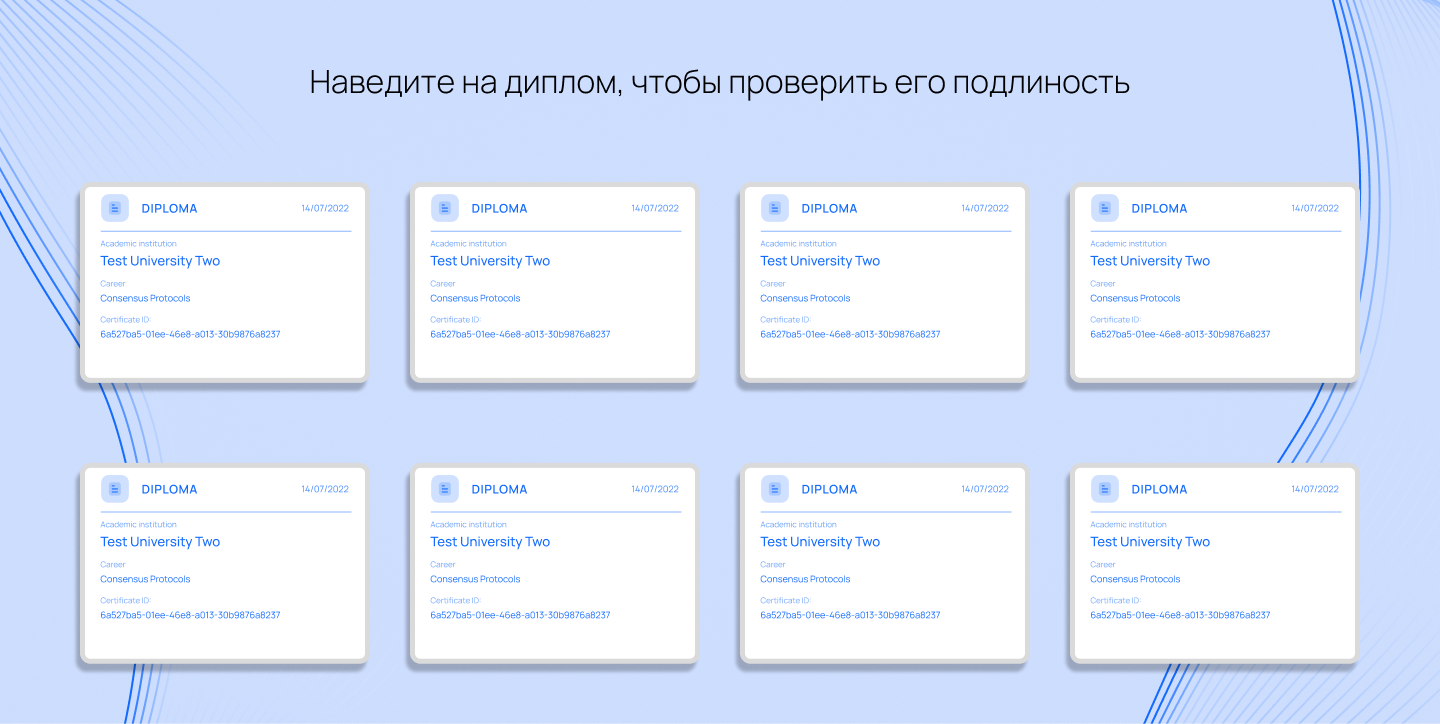 Наведите на диплом, чтобы проверить его подлиность
DIPLOMA 14/07/2022
Academic institution
Test University Two
Career
Consensus Protocols
Certificate ID:
6a527ba5-01ee-46e8-a013-30b9876a8237
DIPLOMA 14/07/2022
Academic institution
Test University Two
Career
Consensus Protocols
Certificate ID:
6a527ba5-01ee-46e8-a013-30b9876a8237
DIPLOMA 14/07/2022
Academic institution
Test University Two
Career
Consensus Protocols
Certificate ID:
6a527ba5-01ee-46e8-a013-30b9876a8237
DIPLOMA 14/07/2022
Academic institution
Test University Two
Career
Consensus Protocols
Certificate ID:
6a527ba5-01ee-46e8-a013-30b9876a8237
DIPLOMA 14/07/2022
Academic institution
Test University Two
Career
Consensus Protocols
Certificate ID:
6a527ba5-01ee-46e8-a013-30b9876a8237
DIPLOMA 14/07/2022
Academic institution
Test University Two
Career
Consensus Protocols
Certificate ID:
6a527ba5-01ee-46e8-a013-30b9876a8237
DIPLOMA 14/07/2022
Academic institution
Test University Two
Career
Consensus Protocols
Certificate ID:
6a527ba5-01ee-46e8-a013-30b9876a8237
DIPLOMA 14/07/2022
Academic institution
Test University Two
Career
Consensus Protocols
Certificate ID:
6a527ba5-01ee-46e8-a013-30b9876a8237